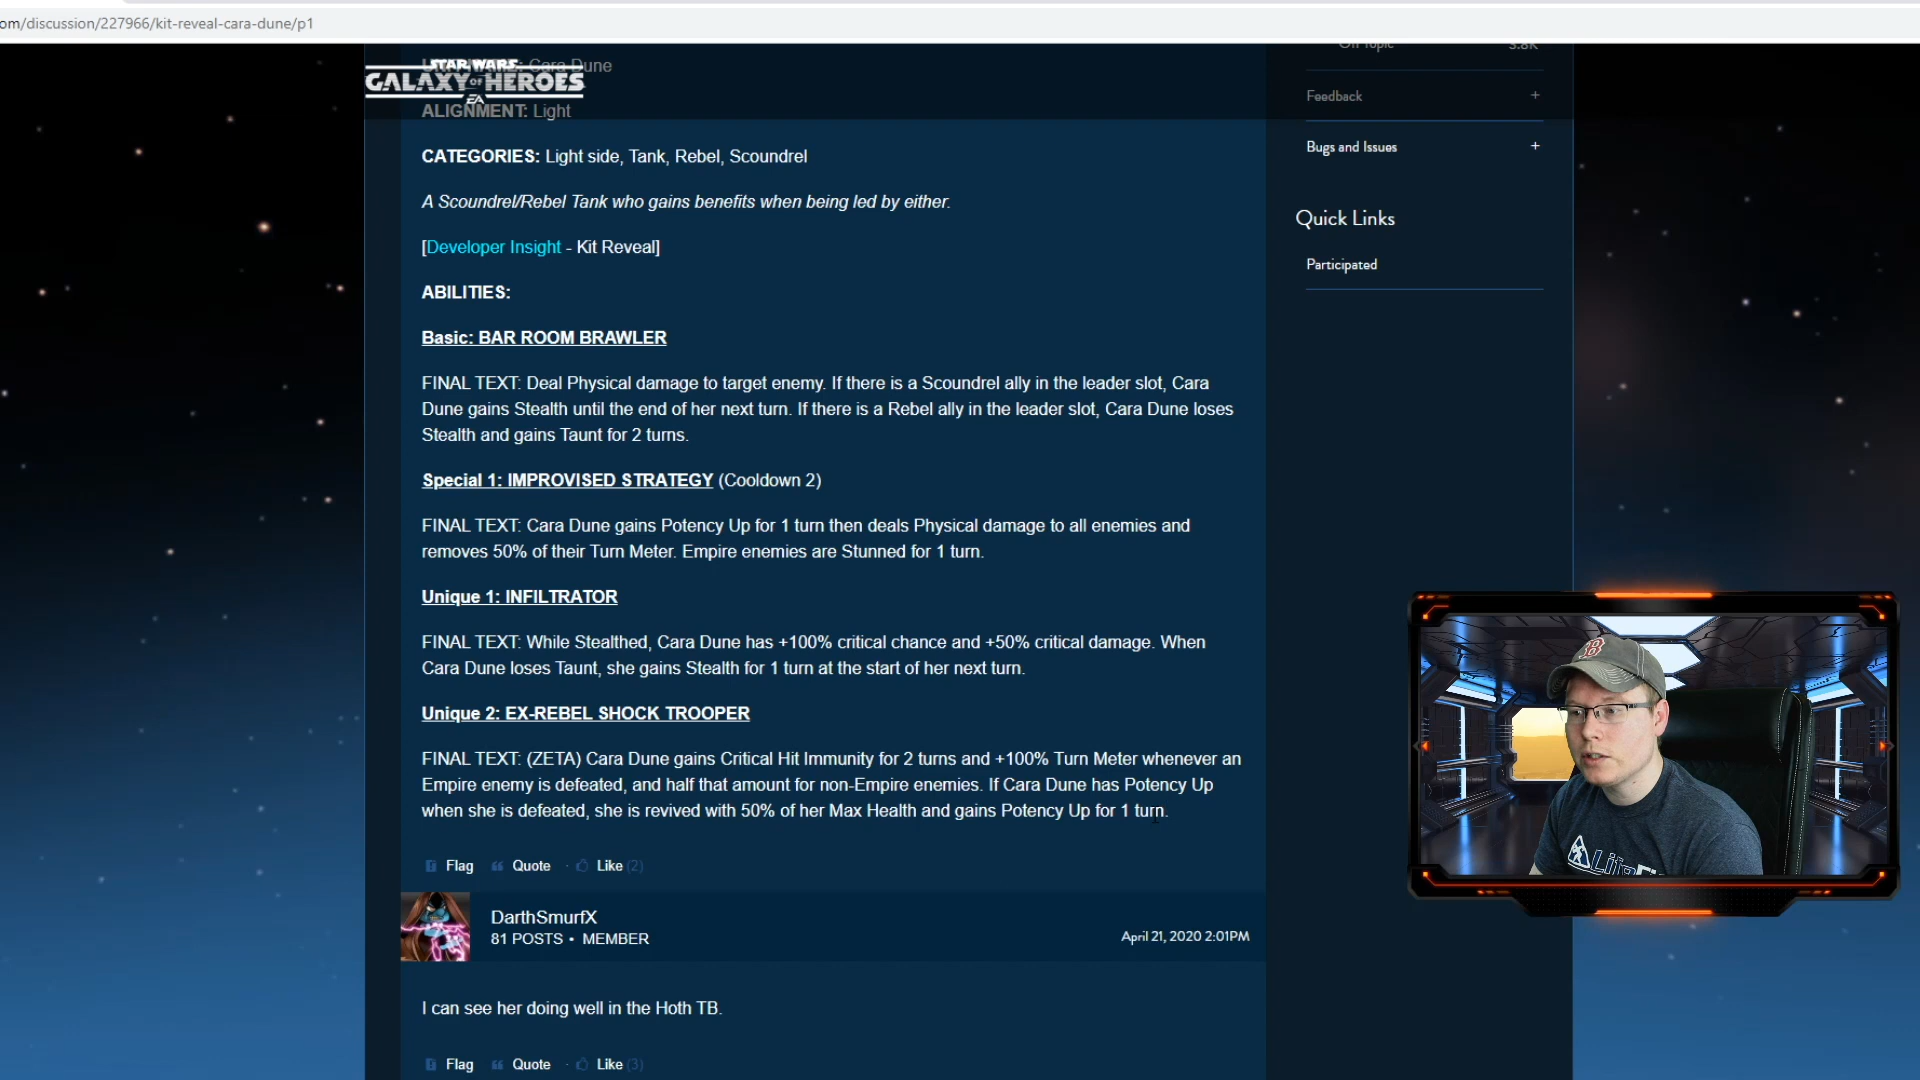 om/discussion/227966/kit-reveal-cara-dune/p1
STAR WARS
GALAXY OF HEROES
EA
Cara Dune
ALIGNMENT: Light
CATEGORIES: Light side, Tank, Rebel, Scoundrel
A Scoundrel/Rebel Tank who gains benefits when being led by either.
[Developer Insight - Kit Reveal]
ABILITIES:
Basic: BAR ROOM BRAWLER
FINAL TEXT: Deal Physical damage to target enemy. If there is a Scoundrel ally in the leader slot, Cara
Dune gains Stealth until the end of her next turn. If there is a Rebel ally in the leader slot, Cara Dune loses
Stealth and gains Taunt for 2 turns.
Special 1: IMPROVISED STRATEGY (Cooldown 2)
FINAL TEXT: Cara Dune gains Potency Up for 1 turn then deals Physical damage to all enemies and
removes 50% of their Turn Meter. Empire enemies are Stunned for 1 turn.
Unique 1: INFILTRATOR
FINAL TEXT: While Stealthed, Cara Dune has +100% critical chance and +50% critical damage. When
Cara Dune loses Taunt, she gains Stealth for 1 turn at the start of her next turn.
Unique 2: EX-REBEL SHOCK TROOPER
FINAL TEXT: (ZETA) Cara Dune gains Critical Hit Immunity for 2 turns and +100% Turn Meter whenever an
Empire enemy is defeated, and half that amount for non-Empire enemies. If Cara Dune has Potency Up
when she is defeated, she is revived with 50% of her Max Health and gains Potency Up for 1 turn.
Flag Quote · Like (2)
DarthSmurfX
81 POSTS • MEMBER
April 21, 2020 2:01PM
I can see her doing well in the Hoth TB.
Flag Quote · Like (3)
Off Topic 3.8K
Feedback +
Bugs and Issues +
Quick Links
Participated
B